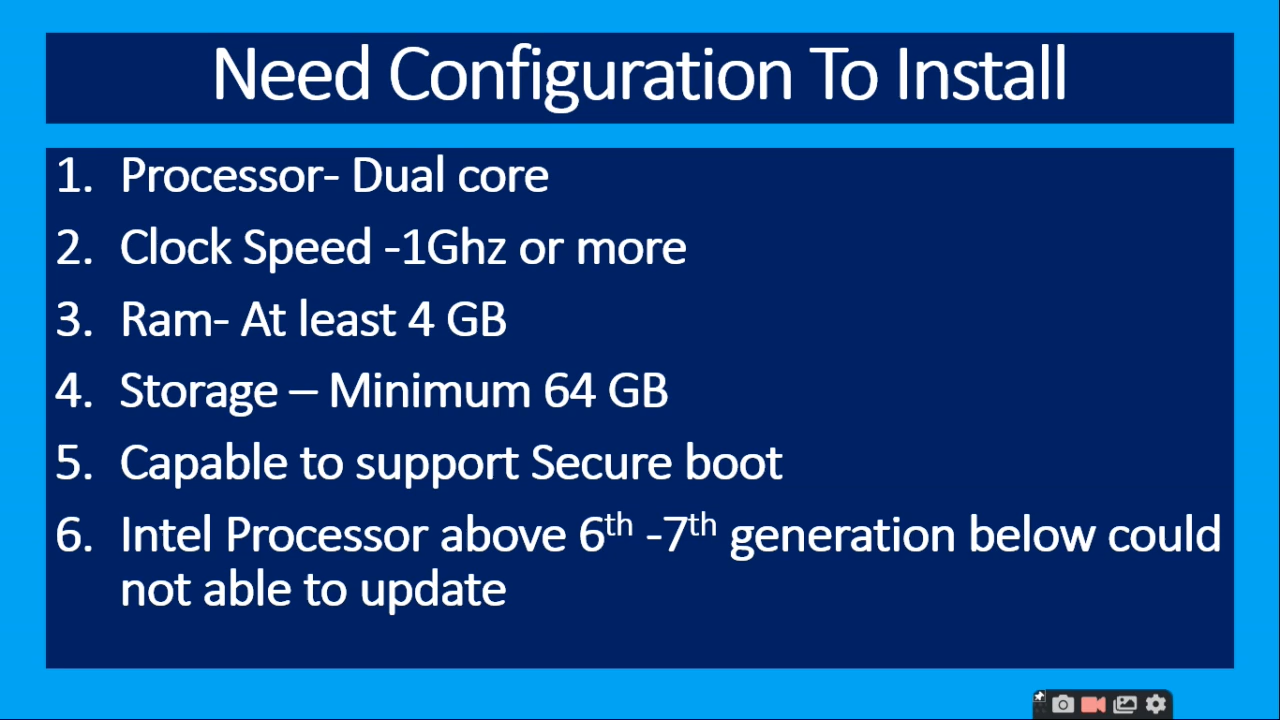 Need Configuration To Install
1. Processor- Dual core
2. Clock Speed -1Ghz or more
3. Ram- At least 4 GB
4. Storage – Minimum 64 GB
5. Capable to support Secure boot
6. Intel Processor above 6th -7th generation below could
not able to update